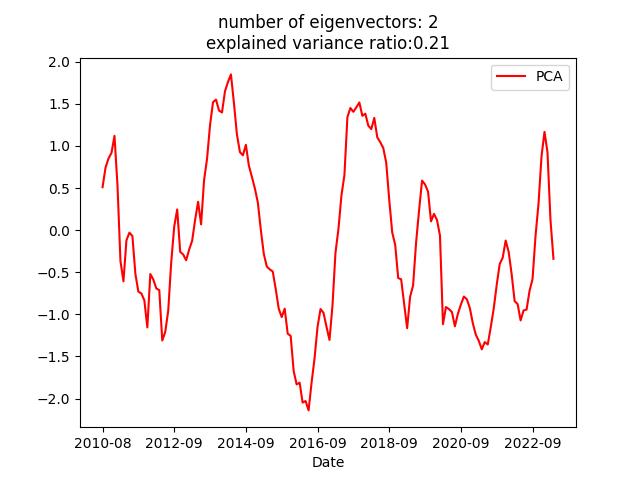 number of eigenvectors: 2
explained variance ratio:0.21
PCA
2.0
1.5
1.0
0.5
0.0
−0.5
−1.0
−1.5
−2.0
2010-08 2012-09 2014-09 2016-09 2018-09 2020-09 2022-09
Date